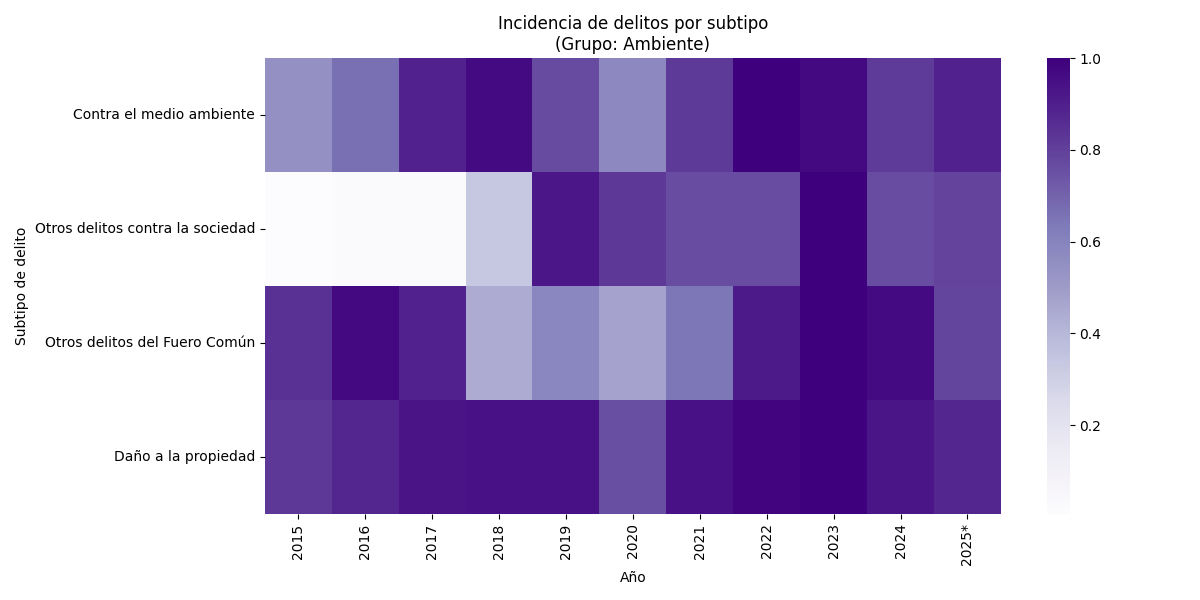 Incidencia de delitos por subtipo
(Grupo: Ambiente)
Subtipo de delito
Contra el medio ambiente
Otros delitos contra la sociedad
Otros delitos del Fuero Común
Daño a la propiedad
2015
2016
2017
2018
2019
2020
2021
2022
2023
2024
2025*
Año
1.0
0.8
0.6
0.4
0.2